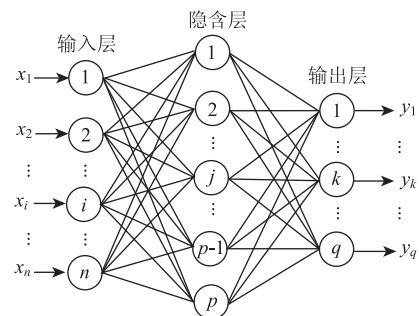 输入层
隐含层
输出层
x1 1 1 1 y1
x2 2 2
⋮ ⋮ ⋮ ⋮ ⋮
xi i j k yk
⋮ ⋮ ⋮ ⋮ ⋮
xn n p-1 q yq
p